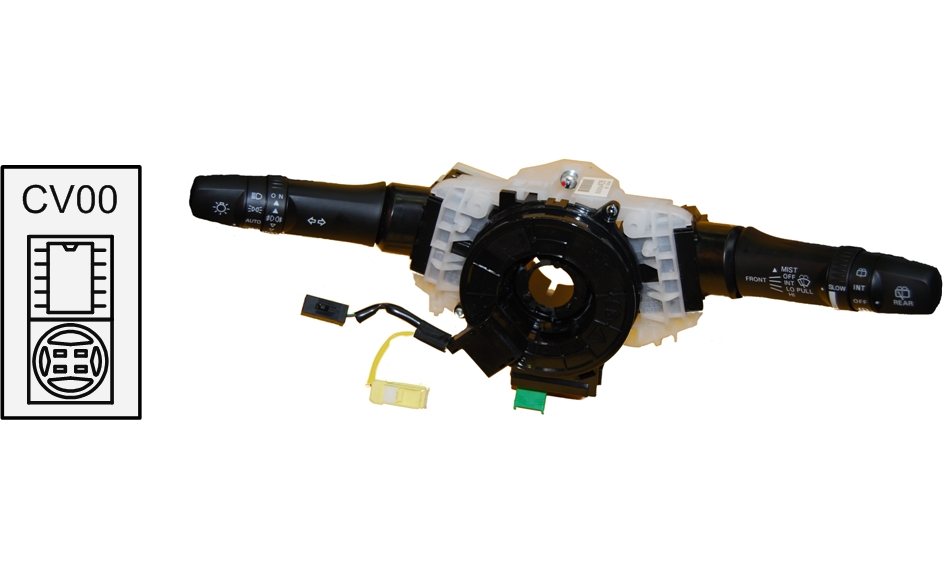 CV00
ON
AUTO
MIST
OFF
FRONT
INT
LO PULL
HI
SLOW
INT
OFF
REAR